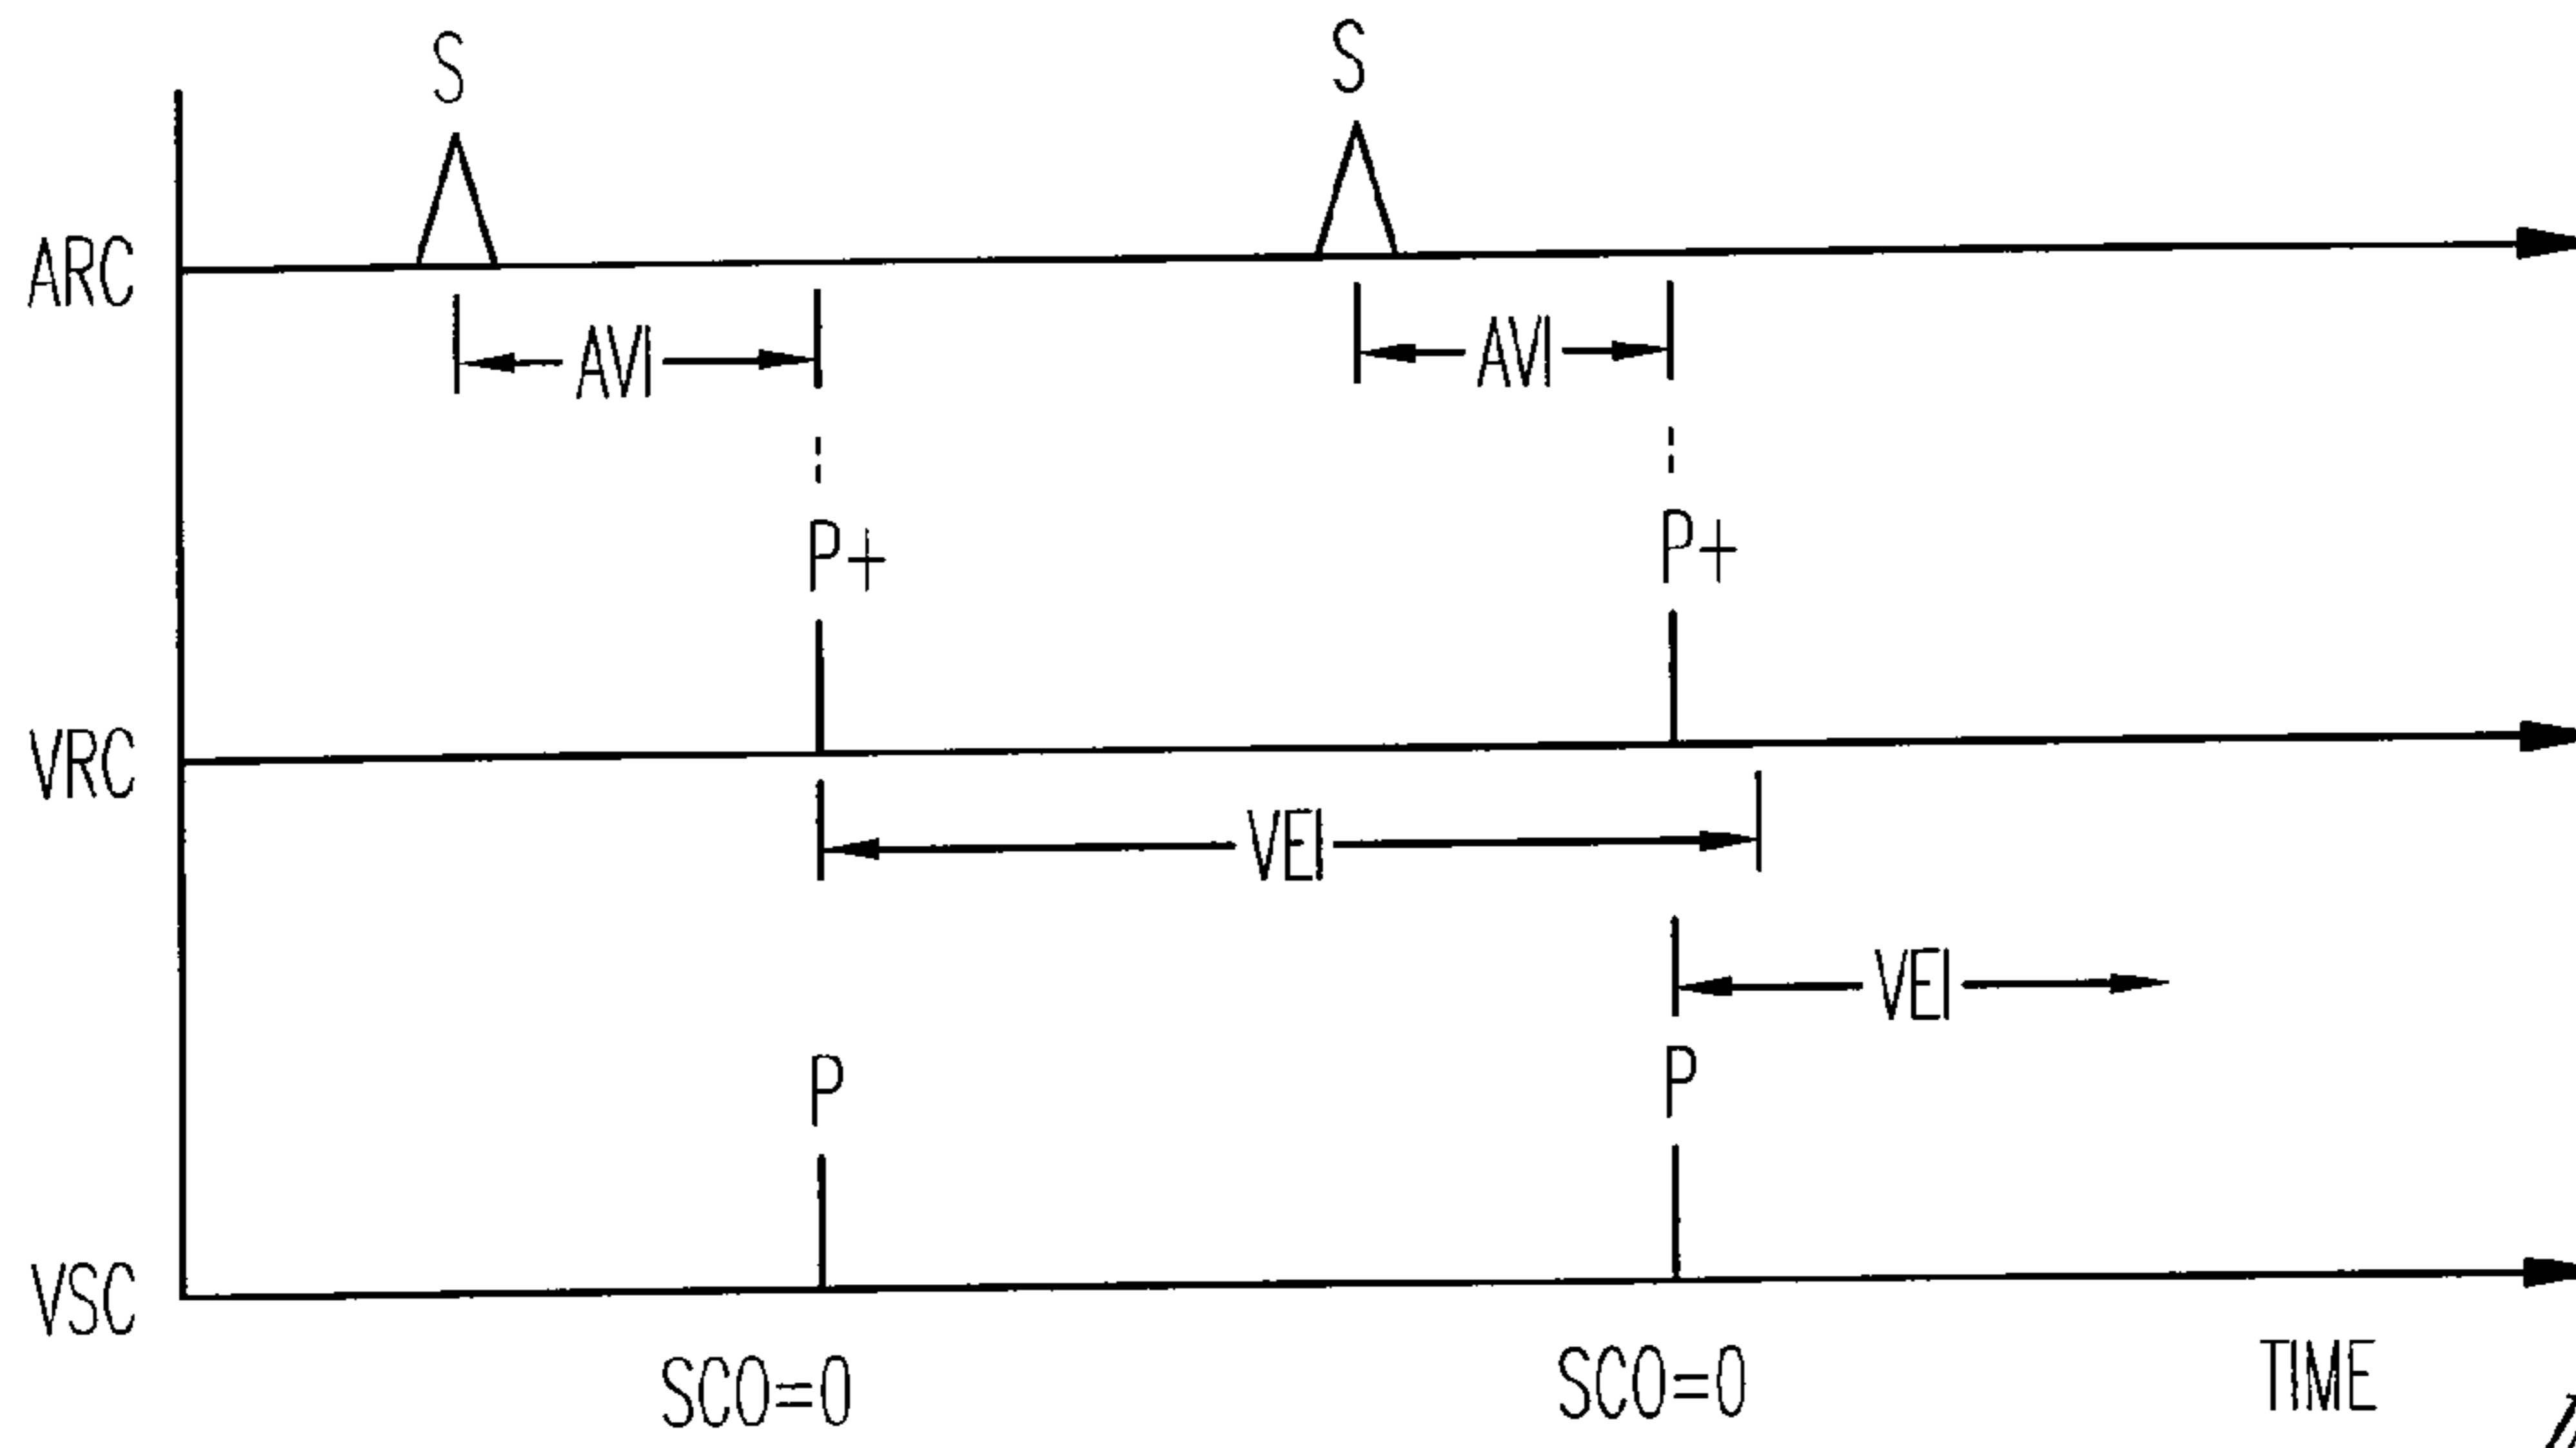 S S
ARC
AVI AVI
P+ P+
VRC
VEI
VEI
P P
VSC
SCO=0 SCO=0 TIME